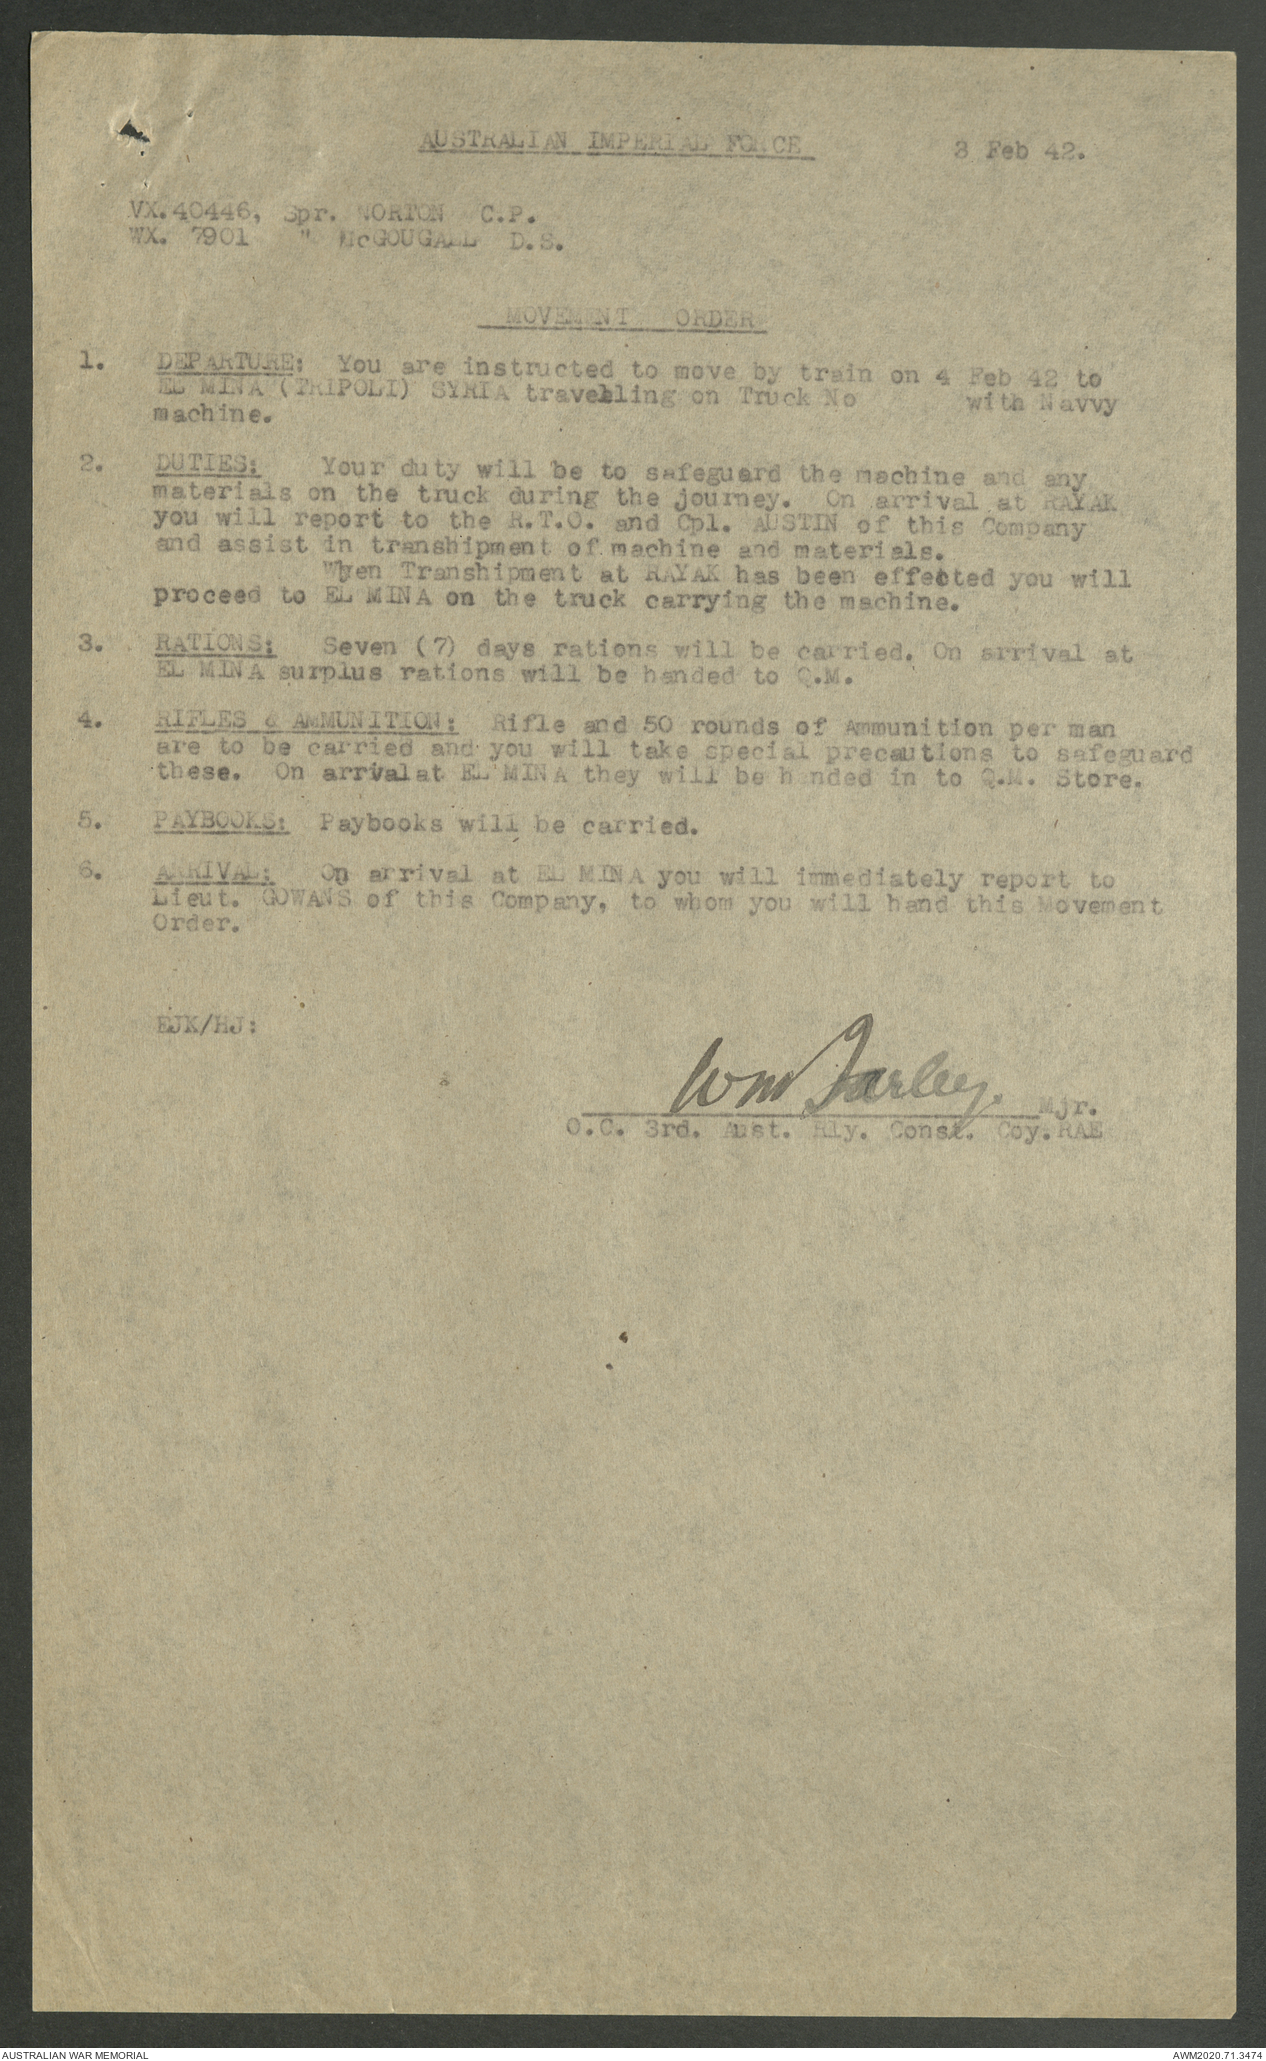 AUSTRALIAN IMPERIAL FORCE
3 Feb 42.
VX.40446, Spr. NORTON C.P.
WX. 7901 " McGOUGALL D.S.
MOVEMENT ORDER
1. DEPARTURE: You are instructed to move by train on 4 Feb 42 to
EL MINA (TRIPOLI) SYRIA travelling on Truck No with Navvy
machine.
2. DUTIES: Your duty will be to safeguard the machine and any
materials on the truck during the journey. On arrival at RAYAK
you will report to the R.T.O. and Cpl. AUSTIN of this Company
and assist in transhipment of machine and materials.
When Transhipment at RAYAK has been effected you will
proceed to EL MINA on the truck carrying the machine.
3. RATIONS: Seven (7) days rations will be carried. On arrival at
EL MINA surplus rations will be handed to Q.M.
4. RIFLES & AMMUNITION: Rifle and 50 rounds of Ammunition per man
are to be carried and you will take special precautions to safeguard
these. On arrivalat EL MINA they will be handed in to Q.M. Store.
5. PAYBOOKS: Paybooks will be carried.
6. ARRIVAL: On arrival at EL MINA you will immediately report to
Lieut. GOWANS of this Company, to whom you will hand this Movement
Order.
EJK/HJ:
Wm Farley. Mjr.
O.C. 3rd. Aust. Rly. Const. Coy.RAE
AUSTRALIAN WAR MEMORIAL
AWM2020.71.3474